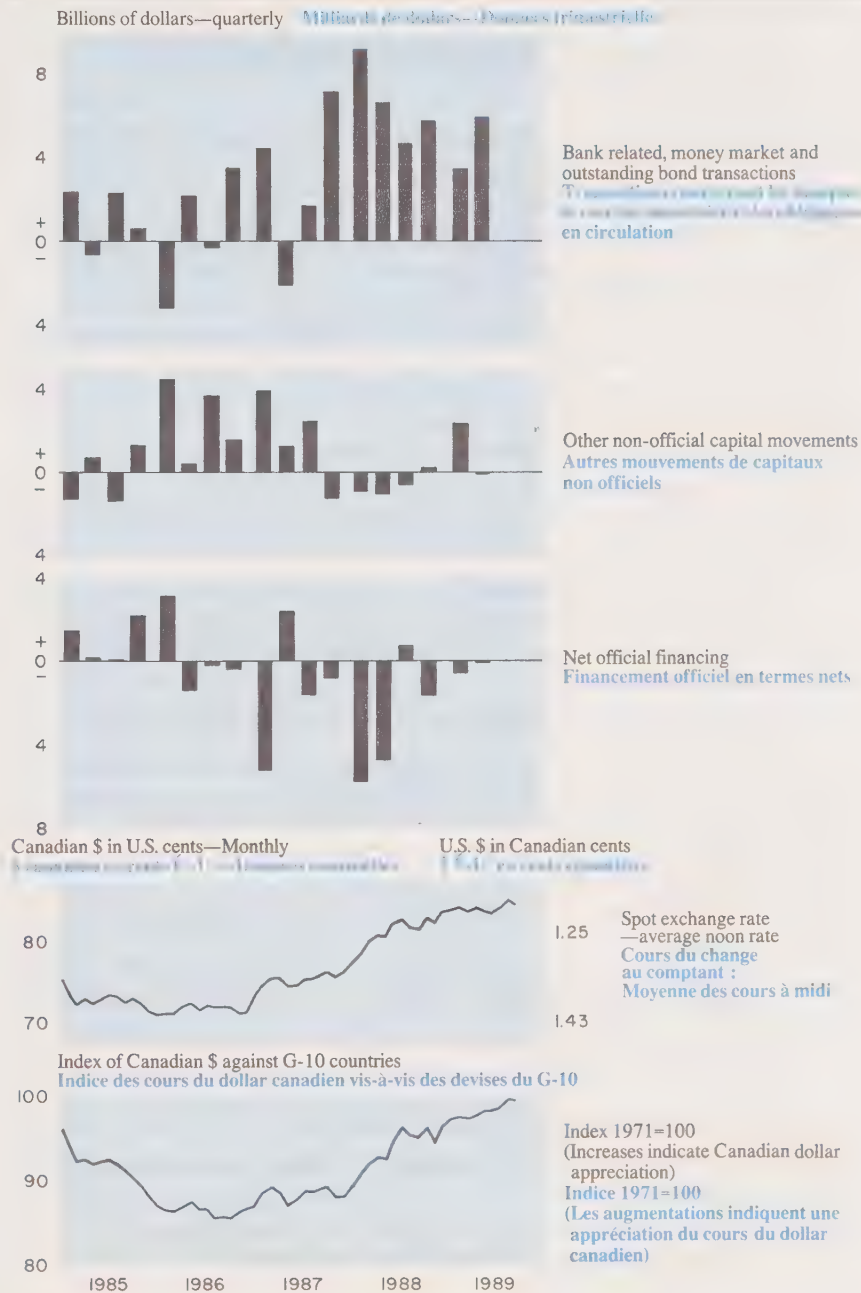 Billions of dollars—quarterly
8
4
+
0
−
4
Bank related, money market and
outstanding bond transactions
en circulation
4
+
0
−
4
Other non-official capital movements
Autres mouvements de capitaux
non officiels
4
+
0
−
4
8
Net official financing
Financement officiel en termes nets
Canadian $ in U.S. cents—Monthly
U.S. $ in Canadian cents
80
70
1.25
1.43
Spot exchange rate
—average noon rate
Cours du change
au comptant :
Moyenne des cours à midi
Index of Canadian $ against G-10 countries
Indice des cours du dollar canadien vis-à-vis des devises du G-10
100
90
80
Index 1971=100
(Increases indicate Canadian dollar
appreciation)
Indice 1971=100
(Les augmentations indiquent une
appréciation du cours du dollar
canadien)
1985 1986 1987 1988 1989